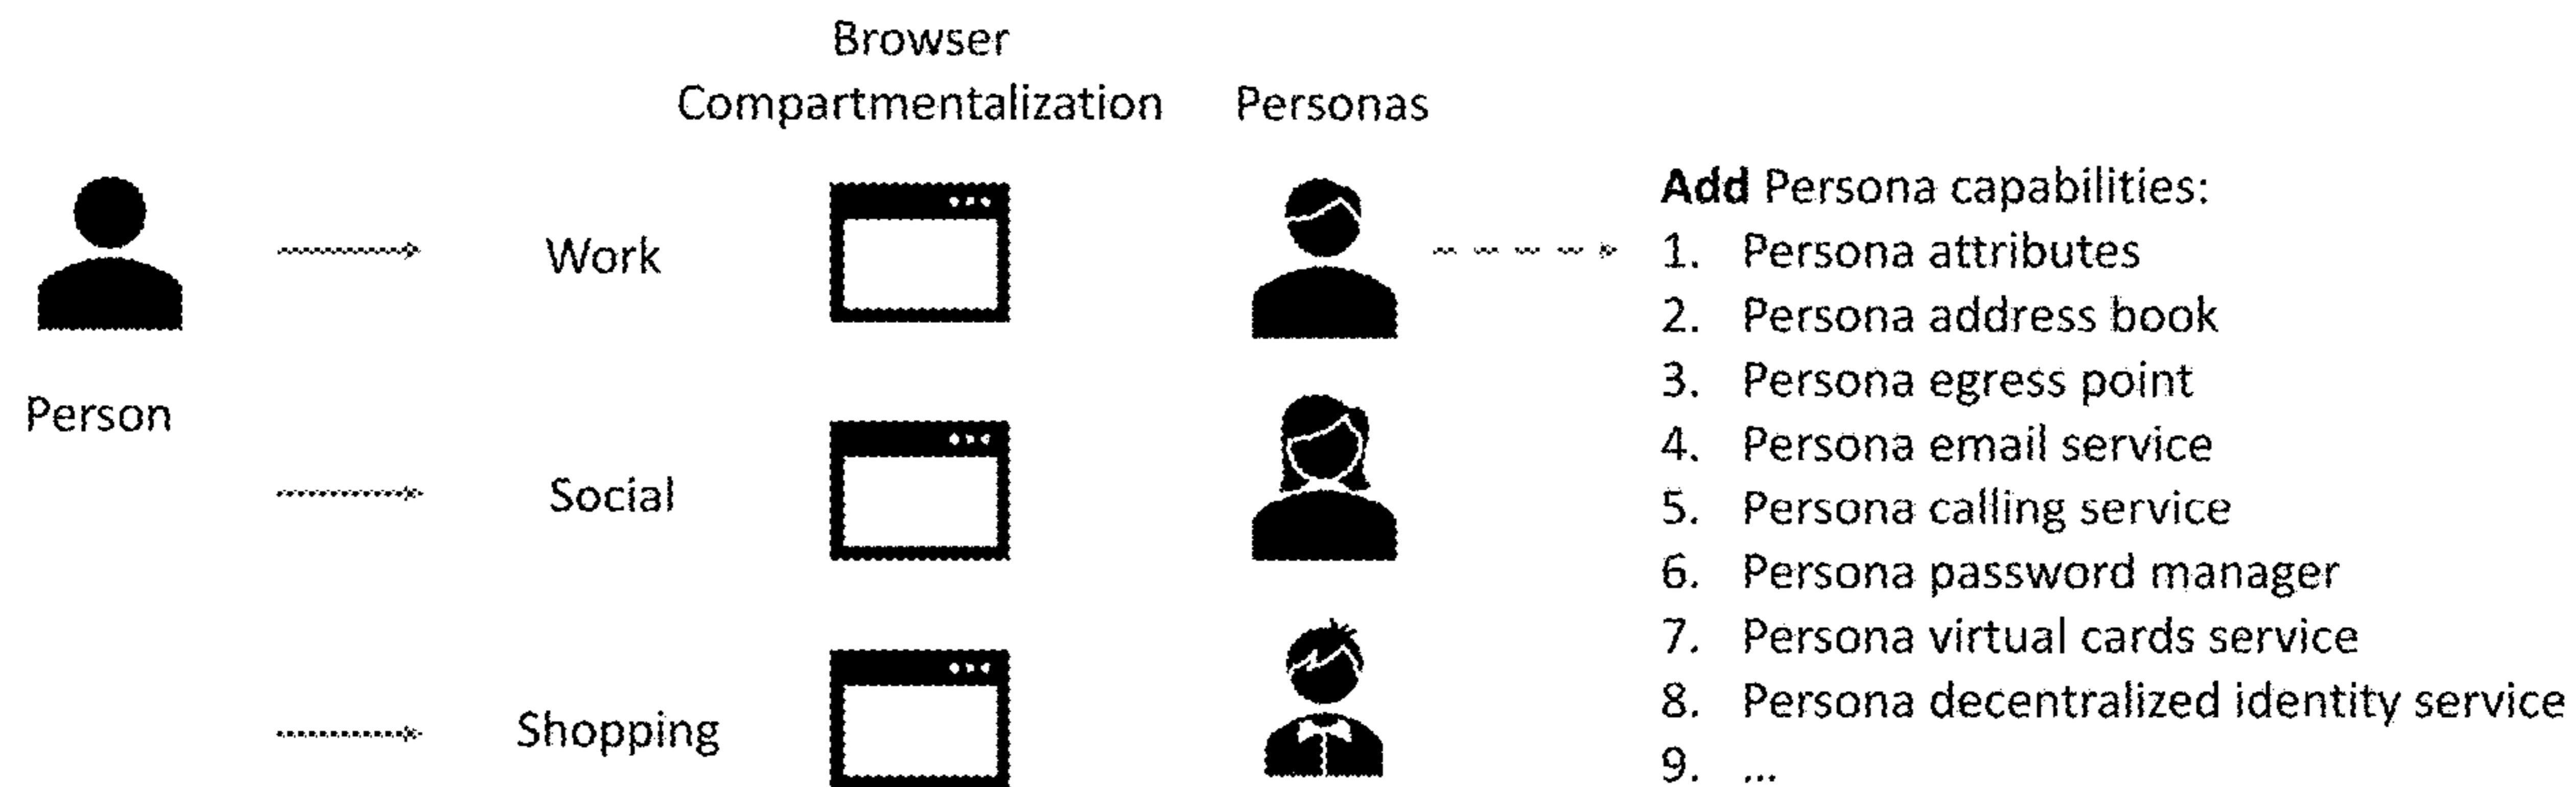 Browser
Compartmentalization
Personas
Person
Work
Social
Shopping
Add Persona capabilities:
1. Persona attributes
2. Persona address book
3. Persona egress point
4. Persona email service
5. Persona calling service
6. Persona password manager
7. Persona virtual cards service
8. Persona decentralized identity service
9. ...